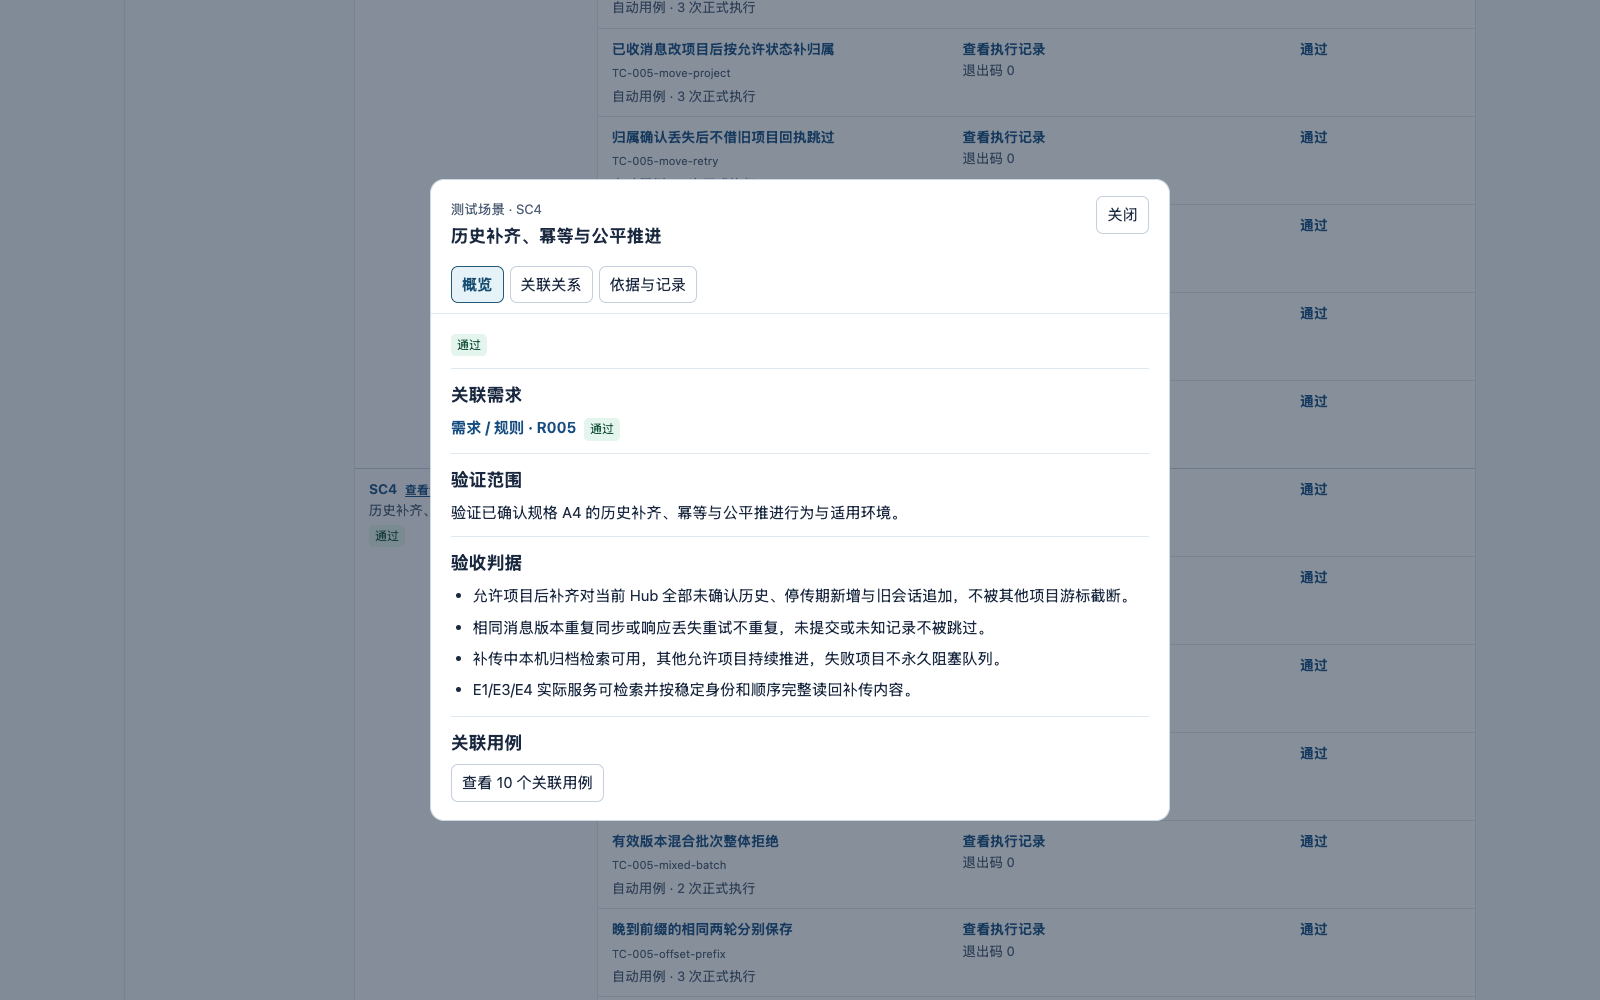 自动用例 · 3 次正式执行
已收消息改项目后按允许状态补归属
查看执行记录
通过
TC-005-move-project
退出码 0
自动用例 · 3 次正式执行
归属确认丢失后不借旧项目回执跳过
查看执行记录
通过
TC-005-move-retry
退出码 0
测试场景 · SC4
关闭
历史补齐、幂等与公平推进
概览
关联关系
依据与记录
通过
关联需求
需求 / 规则 · R005 通过
验证范围
验证已确认规格 A4 的历史补齐、幂等与公平推进行为与适用环境。
验收判据
• 允许项目后补齐对当前 Hub 全部未确认历史、停传期新增与旧会话追加，不被其他项目游标截断。
• 相同消息版本重复同步或响应丢失重试不重复，未提交或未知记录不被跳过。
• 补传中本机归档检索可用，其他允许项目持续推进，失败项目不永久阻塞队列。
• E1/E3/E4 实际服务可检索并按稳定身份和顺序完整读回补传内容。
关联用例
查看 10 个关联用例
通过
通过
通过
SC4 查看
历史补齐、
通过
通过
通过
通过
通过
有效版本混合批次整体拒绝
查看执行记录
通过
TC-005-mixed-batch
退出码 0
自动用例 · 2 次正式执行
晚到前缀的相同两轮分别保存
查看执行记录
通过
TC-005-offset-prefix
退出码 0
自动用例 · 3 次正式执行